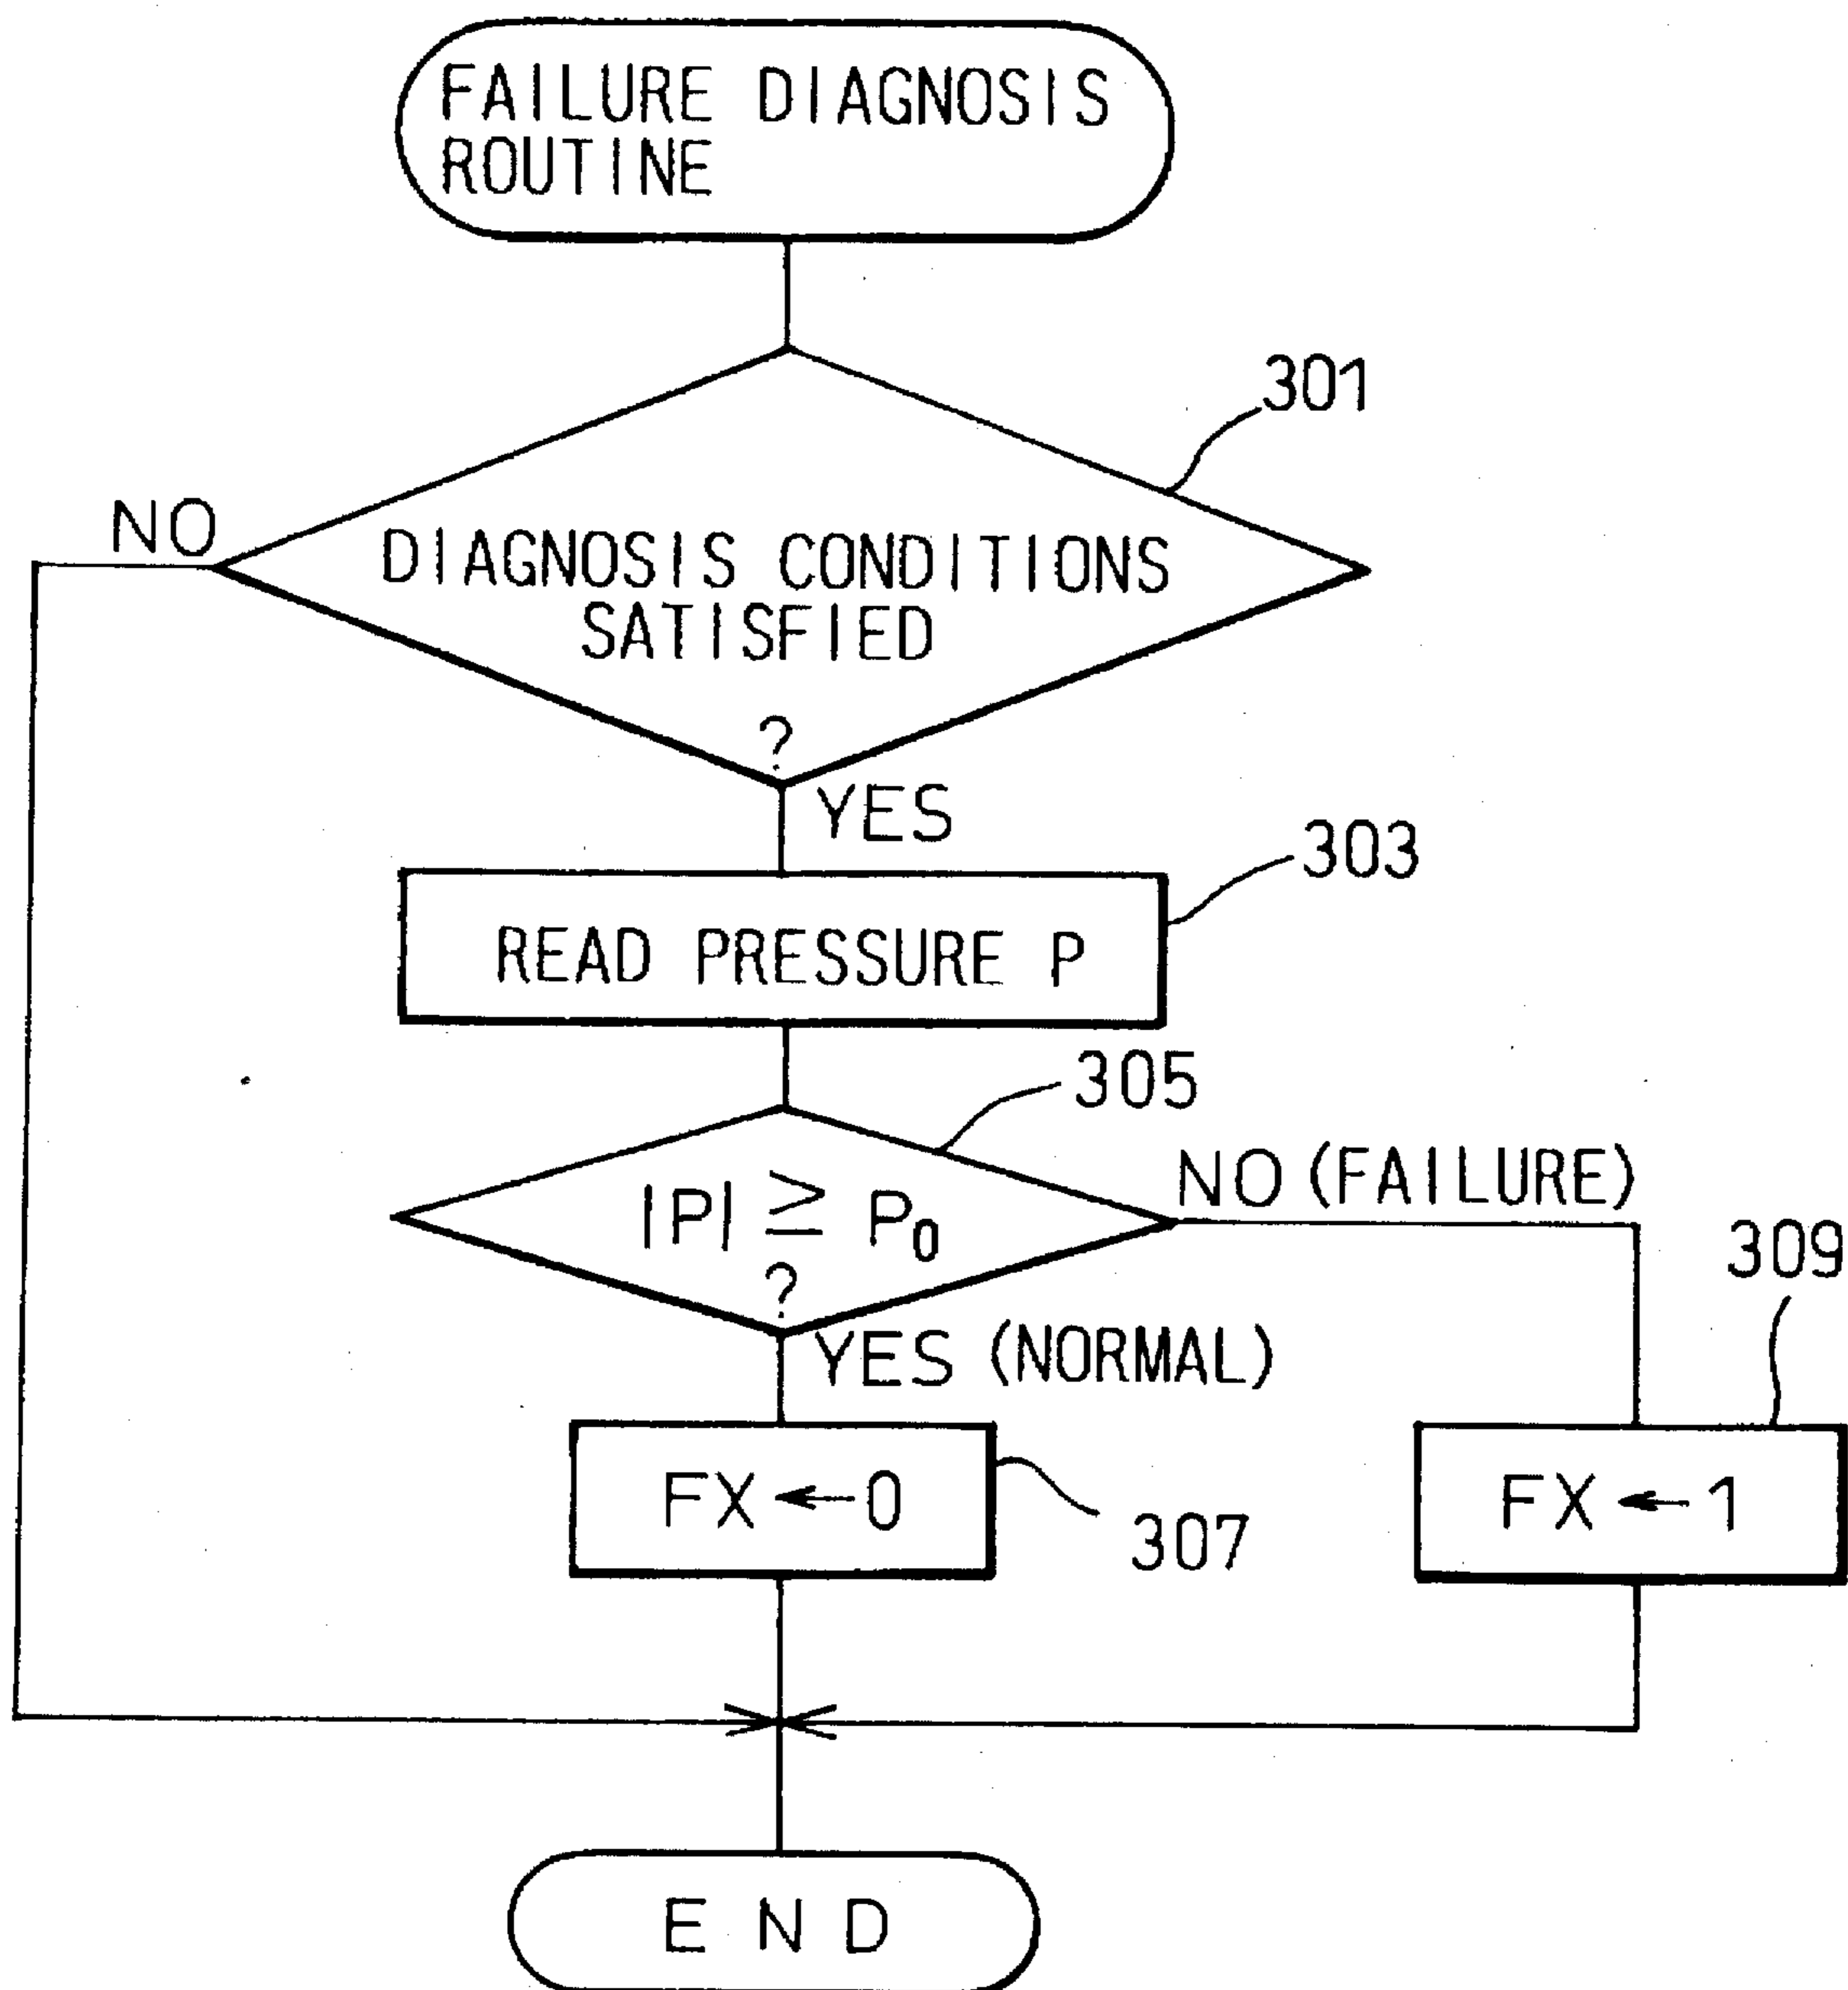 FAILURE DIAGNOSIS
ROUTINE
301
NO
DIAGNOSIS CONDITIONS
SATISFIED
?
YES
303
READ PRESSURE P
305
|P| ≥ P₀
?
NO (FAILURE)
309
YES (NORMAL)
FX←0
307
FX←1
END